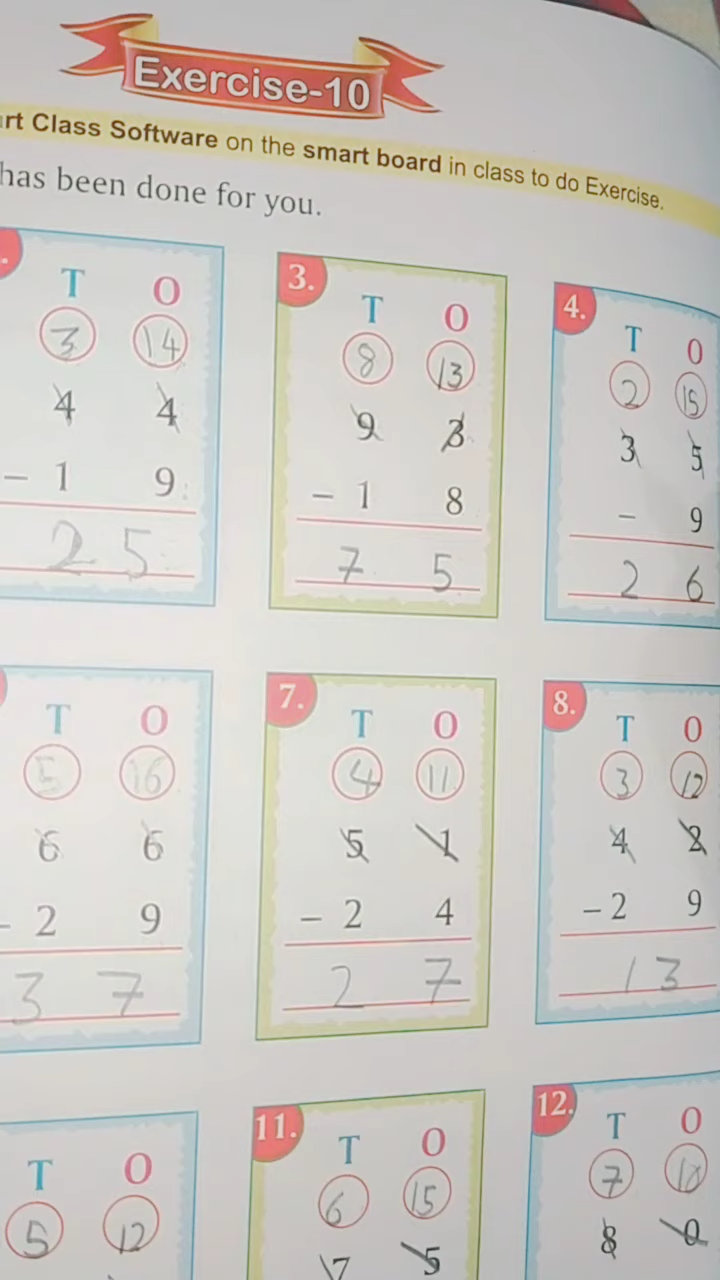 Exercise-10
rt Class Software on the smart board in class to do Exercise.
has been done for you.
. T O
3 14
4 4
- 1 9
2 5
3. T O
8 13
9 3
- 1 8
7 5
4. T O
2 15
3 5
- 9
2 6
T O
5 16
6 6
- 2 9
3 7
7. T O
4 11
5 1
- 2 4
2 7
8. T O
3 12
4 2
- 2 9
1 3
T O
5 12
11. T O
6 15
7 5
12. T O
7 10
8 0